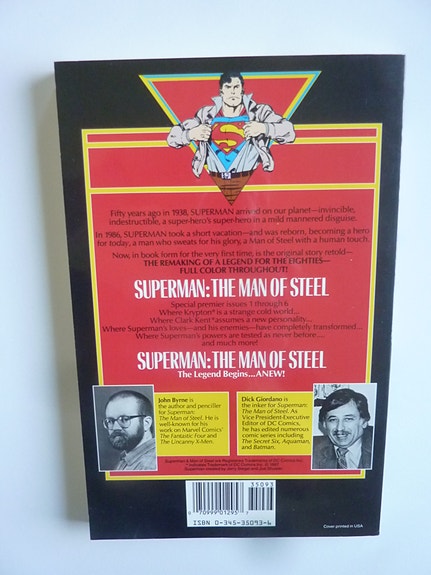 Fifty years ago in 1938, SUPERMAN arrived on our planet—invincible,
indestructible, a super-hero's super-hero in a mild mannered disguise.
In 1986, SUPERMAN took a short vacation—and was reborn, becoming a hero
for today, a man who sweats for his glory, a Man of Steel with a human touch.
Now, in book form for the very first time, is the original story retold—
THE REMAKING OF A LEGEND FOR THE EIGHTIES—
FULL COLOR THROUGHOUT!
SUPERMAN: THE MAN OF STEEL
Special premier issues 1 through 6
Where Krypton® is a strange cold world...
Where Clark Kent® assumes a new personality...
Where Superman's loves—and his enemies—have completely transformed...
Where Superman's powers are tested as never before....
and much more!
SUPERMAN: THE MAN OF STEEL
The Legend Begins...ANEW!
John Byrne is
the author and penciller
for Superman:
The Man of Steel. He is
well-known for his
work on Marvel Comics'
The Fantastic Four and
The Uncanny X-Men.
Dick Giordano is
the inker for Superman:
The Man of Steel. As
Vice President-Executive
Editor of DC Comics,
he has edited numerous
comic series including
The Secret Six, Aquaman,
and Batman.
35093
0 70999 01295 7
ISBN 0-345-35093-6
Cover printed in USA